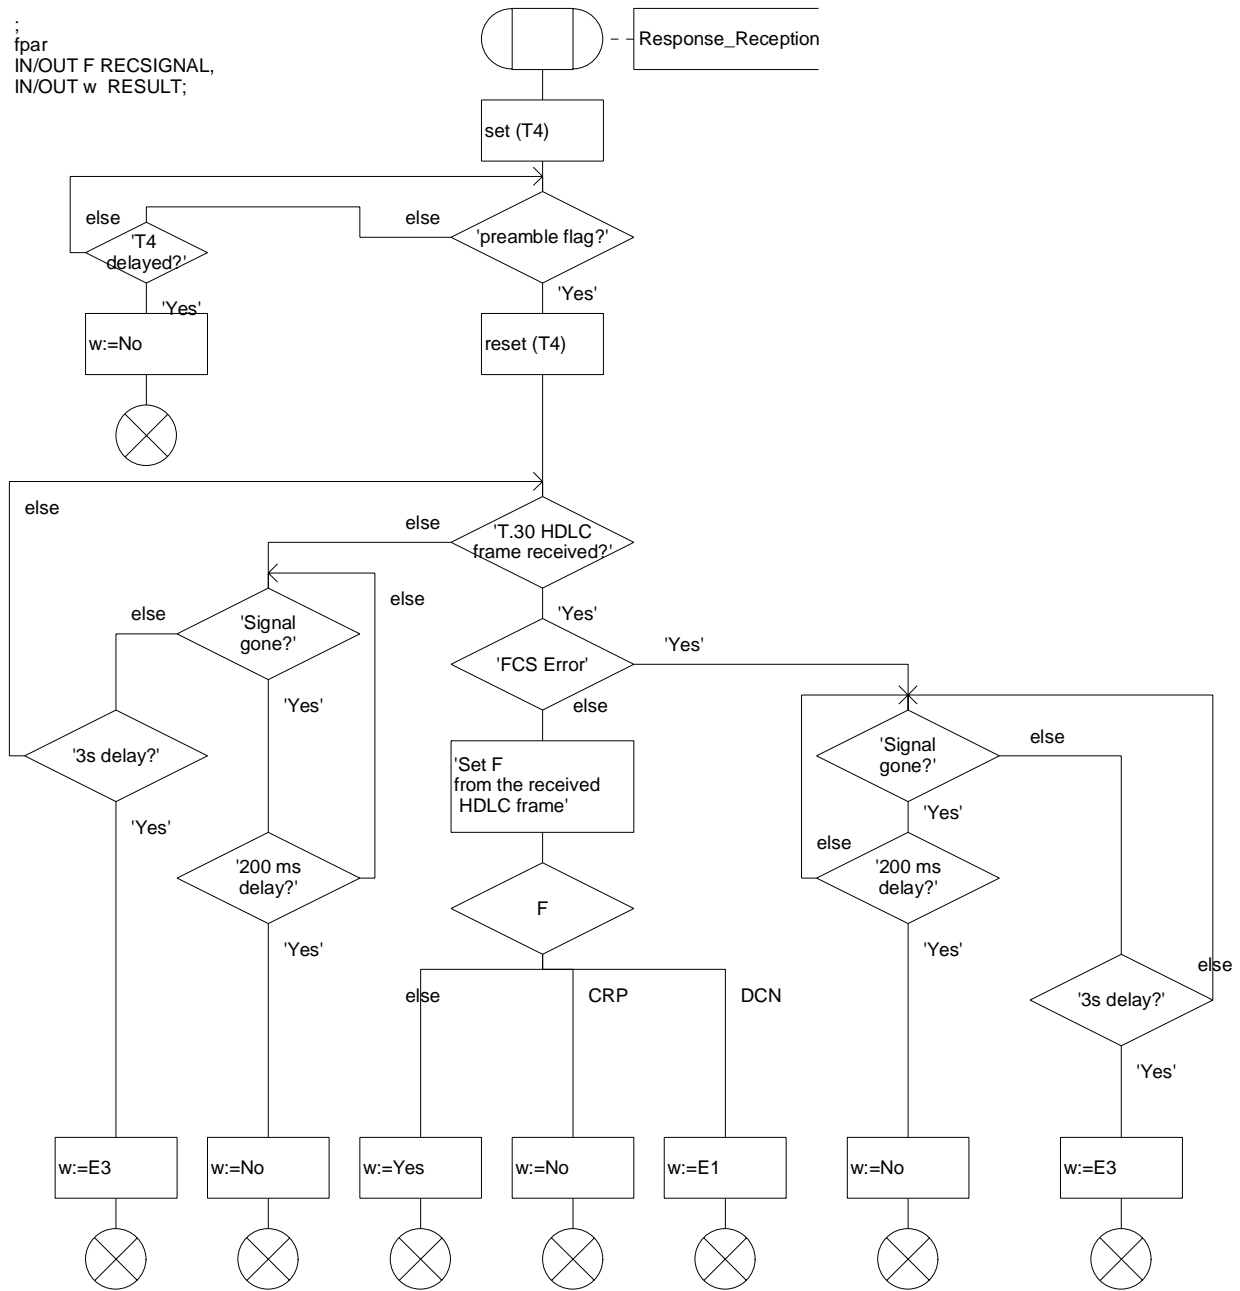 ;
fpar
IN/OUT F RECSIGNAL,
IN/OUT w  RESULT;
Response_Reception
set (T4)
else
else
'T4
delayed?'
'preamble flag?'
'Yes'
'Yes'
w:=No
reset (T4)
else
else
'T.30 HDLC
frame received?'
else
else
'Signal
gone?'
'Yes'
'Yes'
'FCS Error'
'Yes'
else
'3s delay?'
'Set F
from the received
HDLC frame'
'Signal
gone?'
else
'Yes'
'Yes'
else
'200 ms
delay?'
'200 ms
delay?'
F
'Yes'
'Yes'
else
else
CRP
DCN
'3s delay?'
'Yes'
w:=E3
w:=No
w:=Yes
w:=No
w:=E1
w:=No
w:=E3